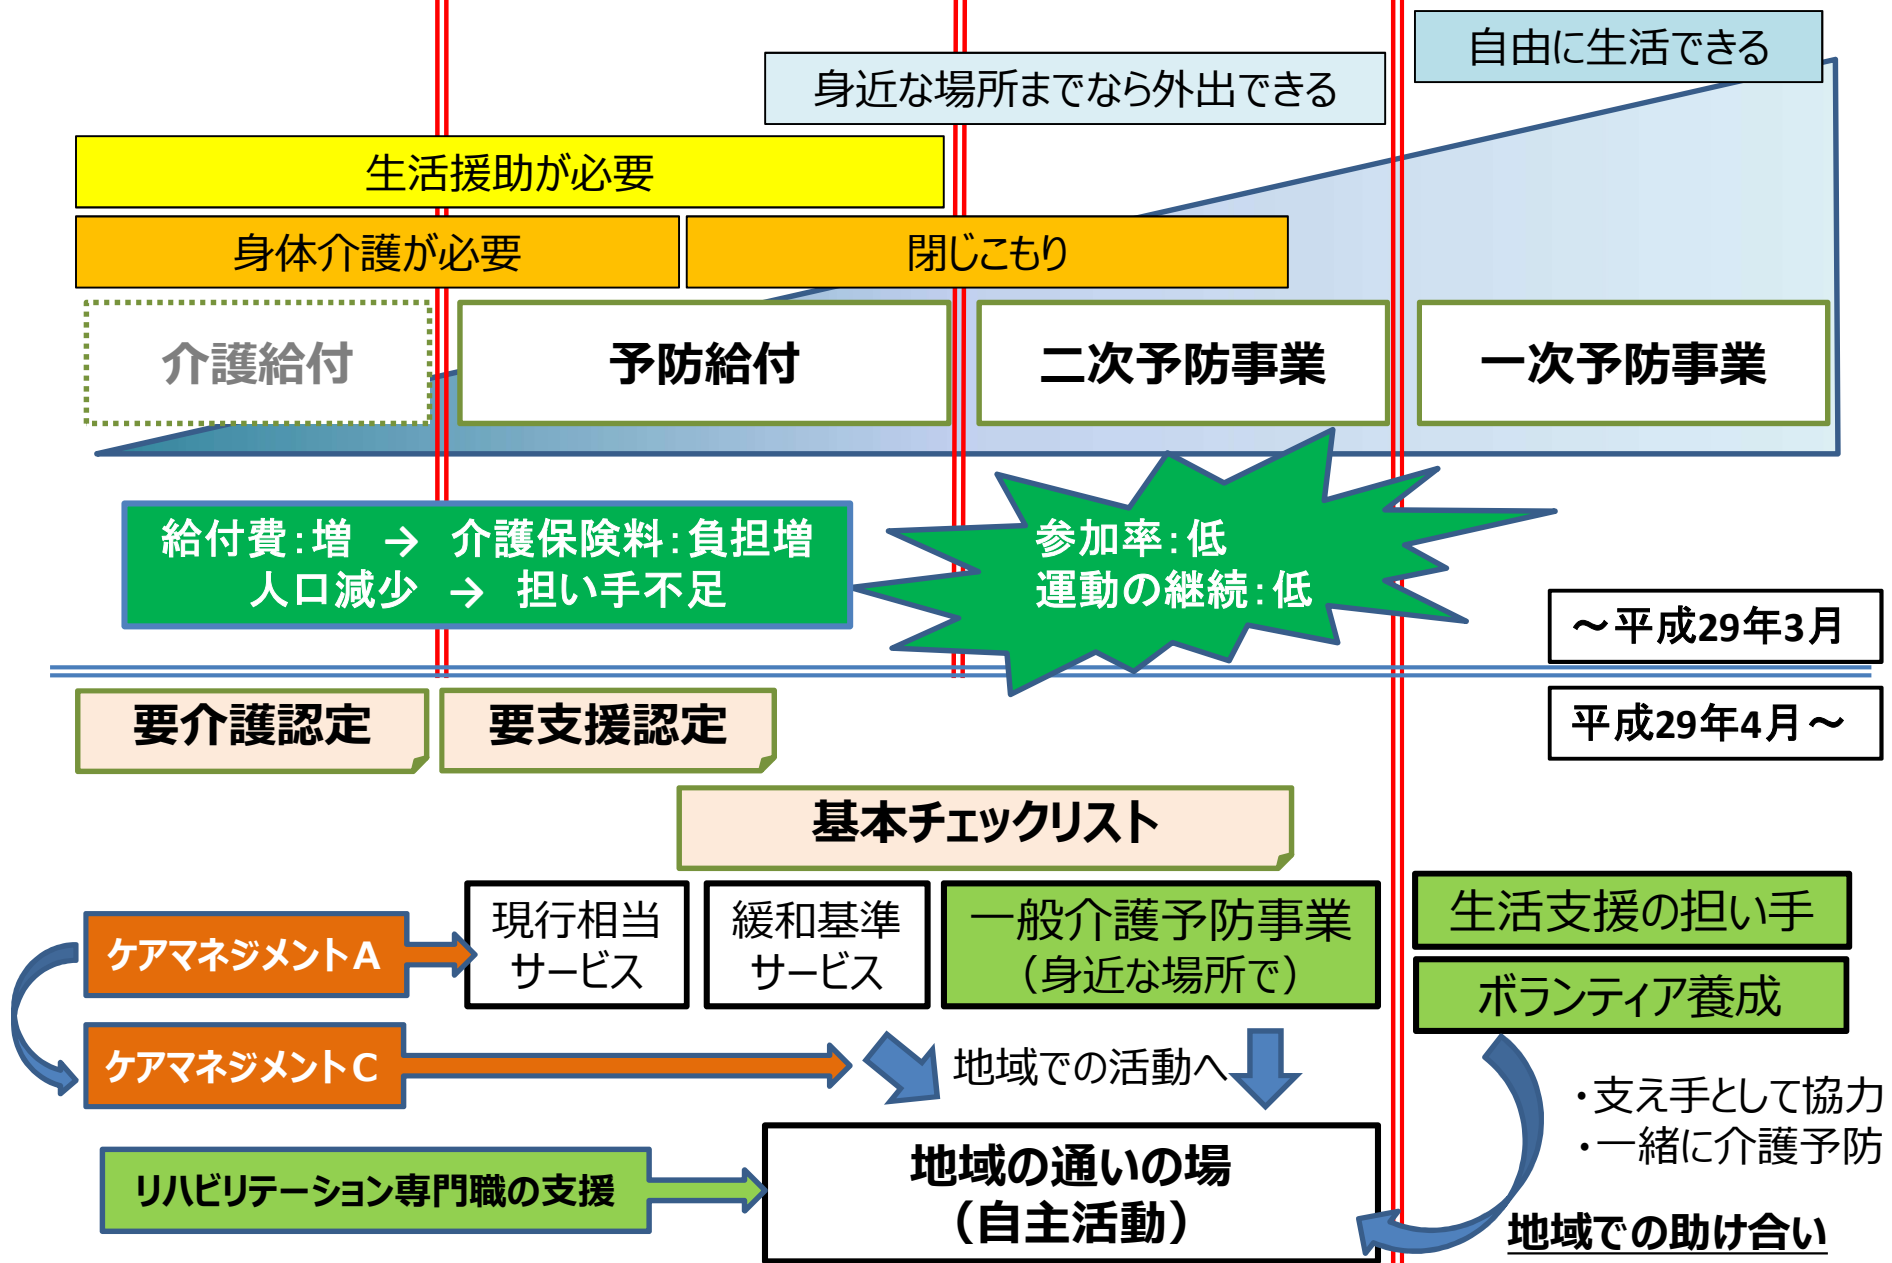 自由に生活できる
身近な場所までなら外出できる
生活援助が必要
身体介護が必要
閉じこもり
介護給付
予防給付
二次予防事業
一次予防事業
給付費：増 → 介護保険料：負担増
人口減少 → 担い手不足
参加率：低
運動の継続：低
～平成29年3月
平成29年4月～
要介護認定
要支援認定
基本チェックリスト
ケアマネジメントA
現行相当
サービス
緩和基準
サービス
一般介護予防事業
（身近な場所で）
生活支援の担い手
ボランティア養成
ケアマネジメントC
地域での活動へ
・支え手として協力
・一緒に介護予防
リハビリテーション専門職の支援
地域の通いの場
（自主活動）
地域での助け合い